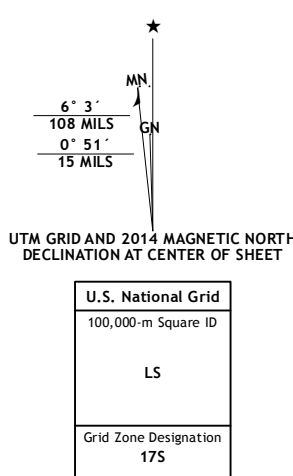 ★
MN
GN
6° 3´
108 MILS
0° 51´
15 MILS
UTM GRID AND 2014 MAGNETIC NORTH
DECLINATION AT CENTER OF SHEET
U.S. National Grid
100,000-m Square ID
LS
Grid Zone Designation
17S